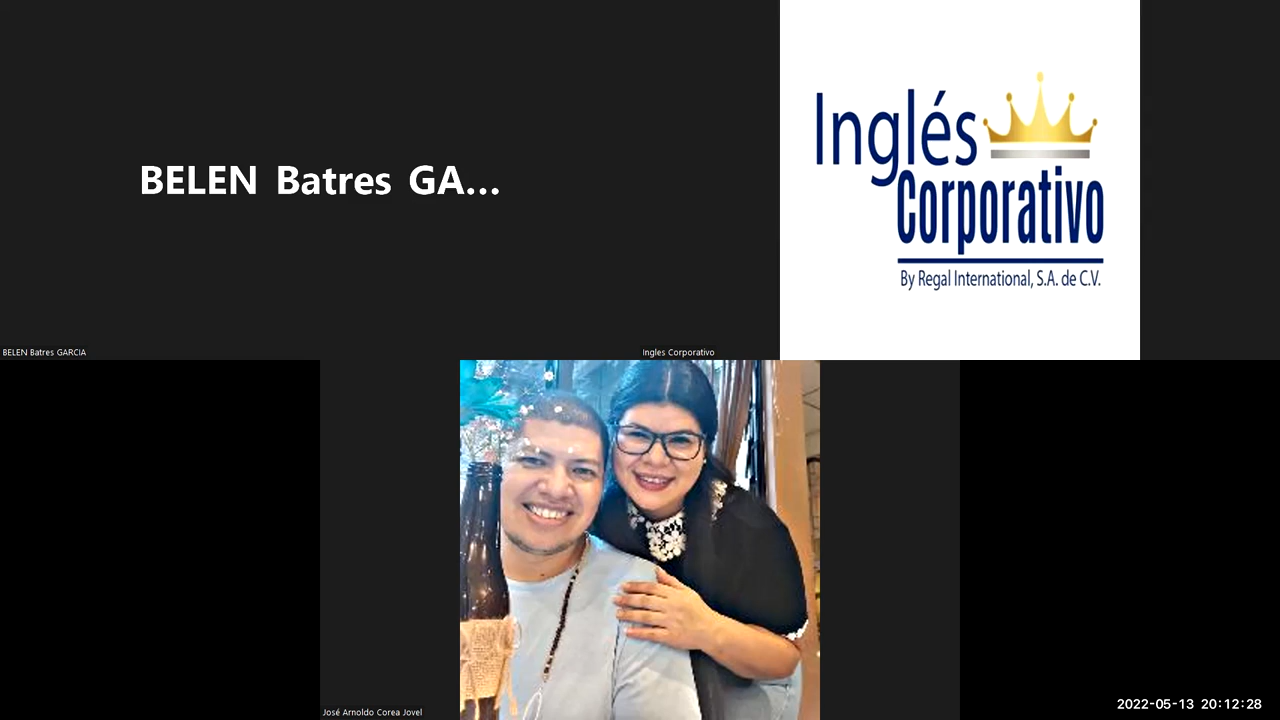 BELEN Batres GA...
Inglés
Corporativo
By Regal International, S.A. de C.V.
BELEN Batres GARCIA
Ingles Corporativo
José Arnoldo Corea Jovel
2022-05-13 20:12:28